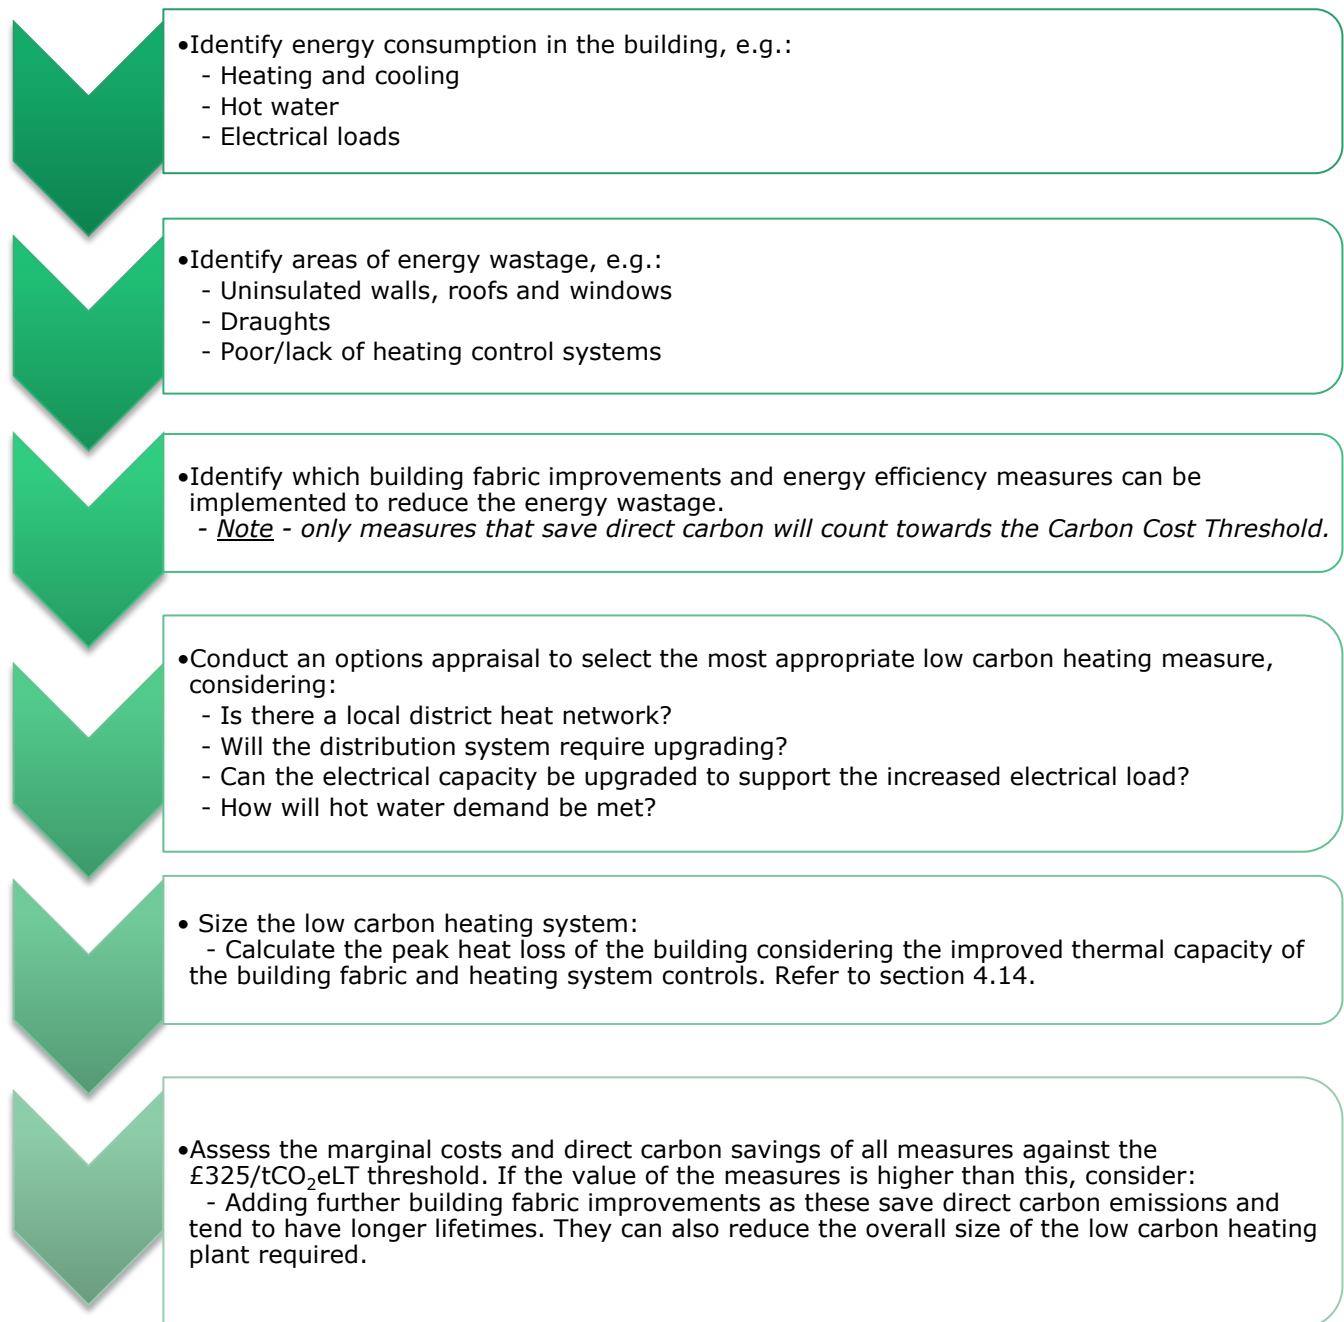 •Identify energy consumption in the building, e.g.:
- Heating and cooling
- Hot water
- Electrical loads
•Identify areas of energy wastage, e.g.:
- Uninsulated walls, roofs and windows
- Draughts
- Poor/lack of heating control systems
•Identify which building fabric improvements and energy efficiency measures can be
implemented to reduce the energy wastage.
- Note - only measures that save direct carbon will count towards the Carbon Cost Threshold.
•Conduct an options appraisal to select the most appropriate low carbon heating measure,
considering:
- Is there a local district heat network?
- Will the distribution system require upgrading?
- Can the electrical capacity be upgraded to support the increased electrical load?
- How will hot water demand be met?
• Size the low carbon heating system:
- Calculate the peak heat loss of the building considering the improved thermal capacity of
the building fabric and heating system controls. Refer to section 4.14.
•Assess the marginal costs and direct carbon savings of all measures against the
£325/tCO₂eLT threshold. If the value of the measures is higher than this, consider:
- Adding further building fabric improvements as these save direct carbon emissions and
tend to have longer lifetimes. They can also reduce the overall size of the low carbon heating
plant required.